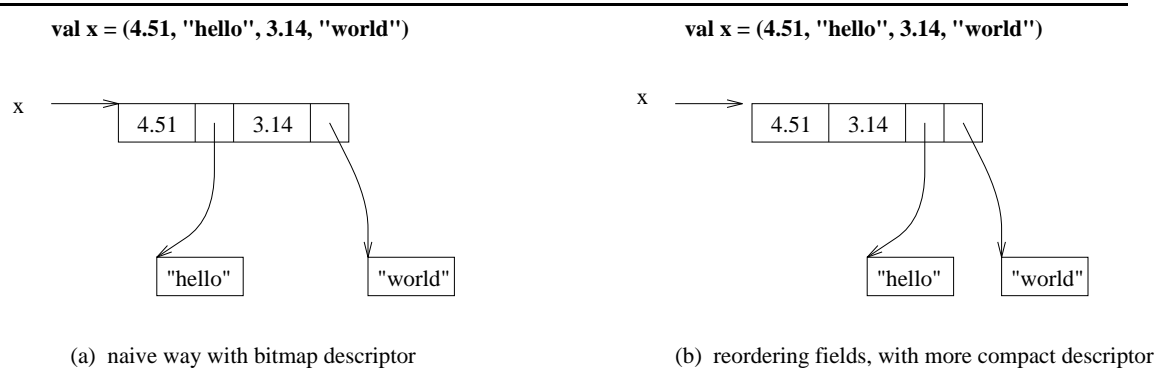 val x = (4.51, "hello", 3.14, "world")
x
4.51 3.14
"hello" "world"
(a) naive way with bitmap descriptor
val x = (4.51, "hello", 3.14, "world")
x
4.51 3.14
"hello" "world"
(b) reordering fields, with more compact descriptor